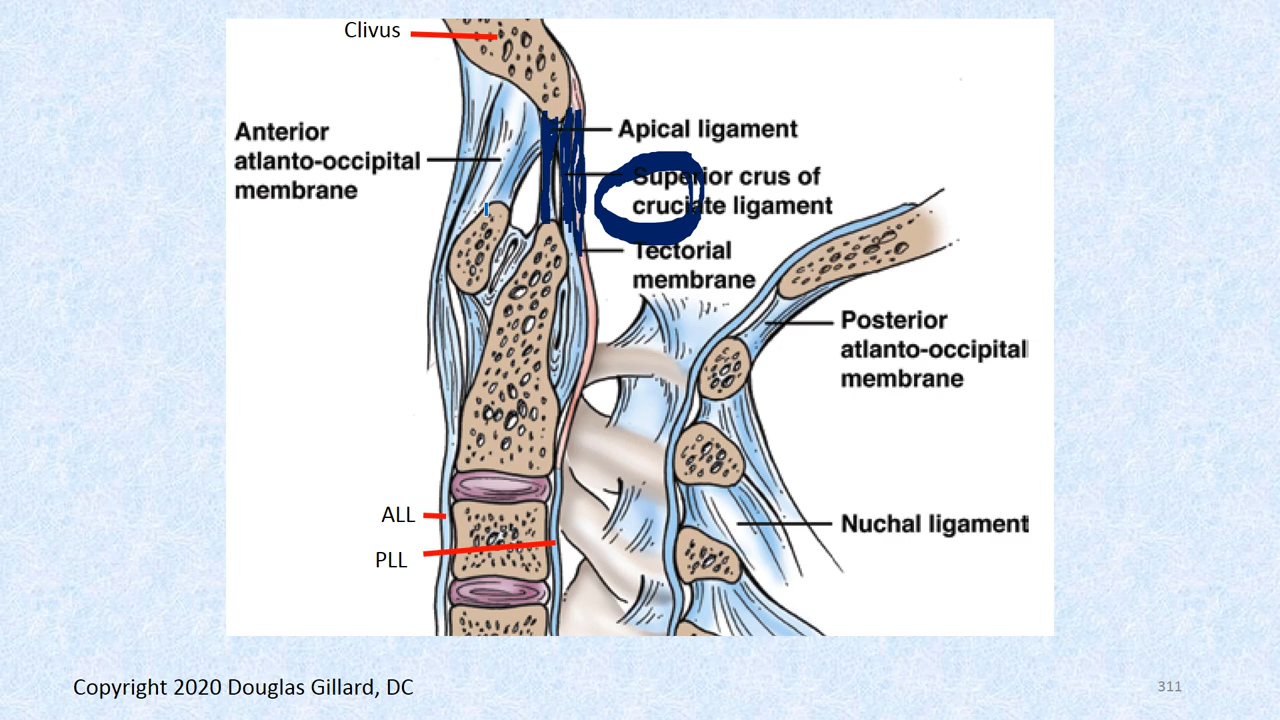 Clivus
Anterior
atlanto-occipital
membrane
Apical ligament
Superior crus of
cruciate ligament
Tectorial
membrane
Posterior
atlanto-occipital
membrane
ALL
PLL
Nuchal ligament
Copyright 2020 Douglas Gillard, DC
311